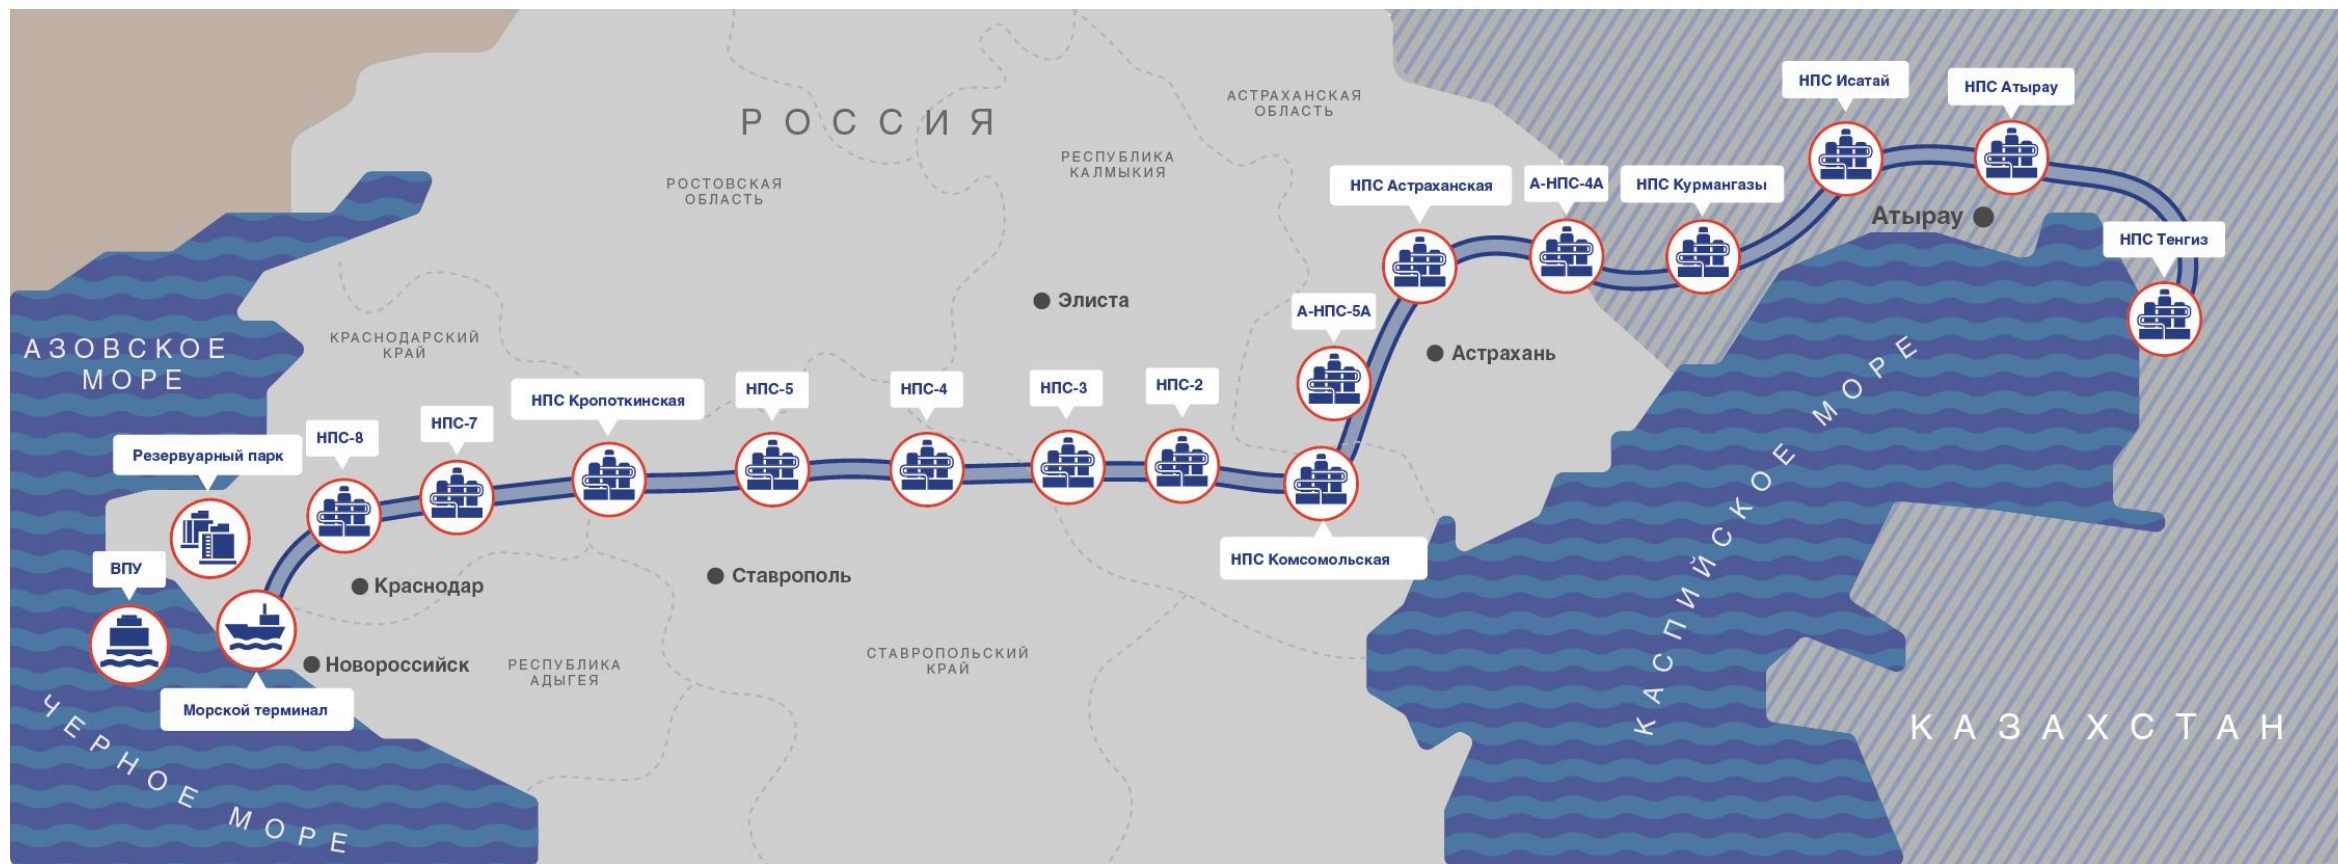 НПС Исатай
НПС Атырау
АСТРАХАНСКАЯ
ОБЛАСТЬ
РОССИЯ
РЕСПУБЛИКА
КАЛМЫКИЯ
РОСТОВСКАЯ
ОБЛАСТЬ
НПС Астраханская
А-НПС-4А
НПС Курмангазы
Атырау
НПС Тенгиз
Элиста
А-НПС-5А
Астрахань
АЗОВСКОЕ
МОРЕ
КРАСНОДАРСКИЙ
КРАЙ
НПС Кропоткинская
НПС-5
НПС-4
НПС-3
НПС-2
НПС-7
НПС-8
Резервуарный парк
КАСПИЙСКОЕ МОРЕ
НПС Комсомольская
ВПУ
Краснодар
Ставрополь
Новороссийск
РЕСПУБЛИКА
АДЫГЕЯ
СТАВРОПОЛЬСКИЙ
КРАЙ
Морской терминал
ЧЕРНОЕ МОРЕ
КАЗАХСТАН